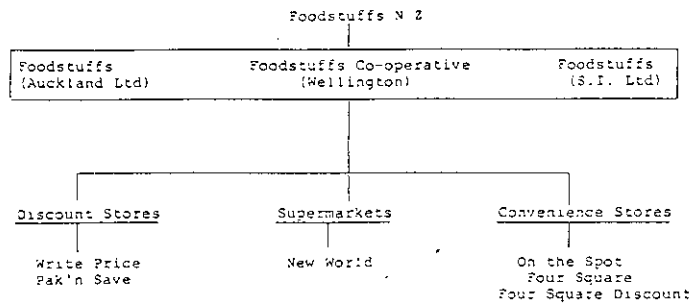 Foodstuffs N Z
Foodstuffs (Auckland Ltd)
Foodstuffs Co-operative (Wellington)
Foodstuffs (S.I. Ltd)
Discount Stores
Write Price
Pak'n Save
Supermarkets
New World
Convenience Stores
On the Spot
Four Square
Four Square Discount